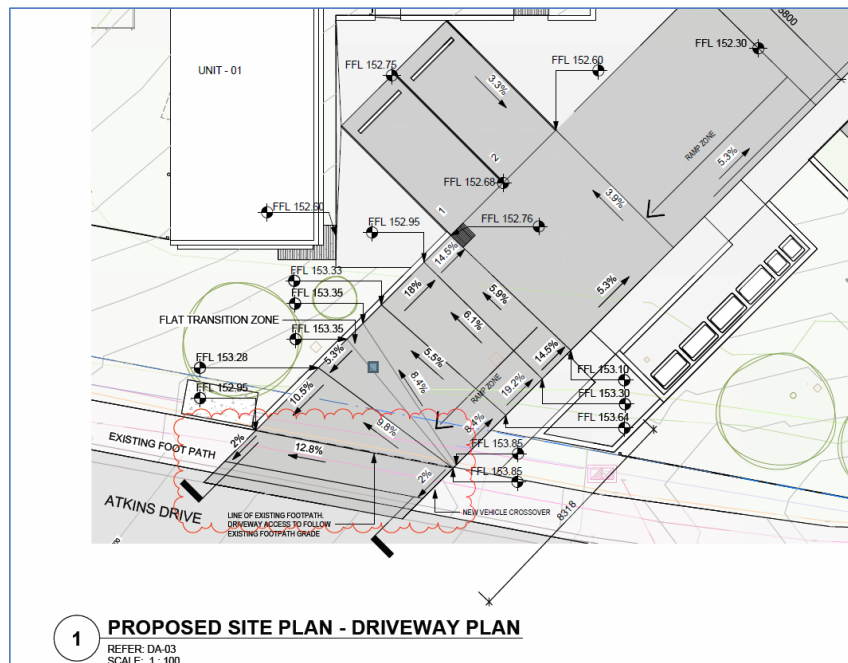 5800
FFL 152.75
FFL 152.60
FFL 152.30
UNIT - 01
3.3%
RAMP ZONE
5.3%
2
FFL 152.68
3.9%
FFL 152.60
1
FFL 152.95
FFL 152.76
14.5%
FFL 153.33
18%
5.9%
5.3%
FFL 153.35
6.1%
FLAT TRANSITION ZONE
FFL 153.35
5.3%
5.5%
14.5%
FFL 153.28
8.4%
RAMP ZONE
19.2%
FFL 153.10
FFL 152.95
10.5%
FFL 153.30
8.4%
FFL 153.64
9.8%
2%
EXISTING FOOT PATH
12.8%
FFL 153.85
2%
FFL 153.85
ATKINS DRIVE
LINE OF EXISTING FOOTPATH.
DRIVEWAY ACCESS TO FOLLOW
EXISTING FOOTPATH GRADE
NEW VEHICLE CROSSOVER
8318
1
PROPOSED SITE PLAN - DRIVEWAY PLAN
REFER: DA-03
SCALE: 1 : 100